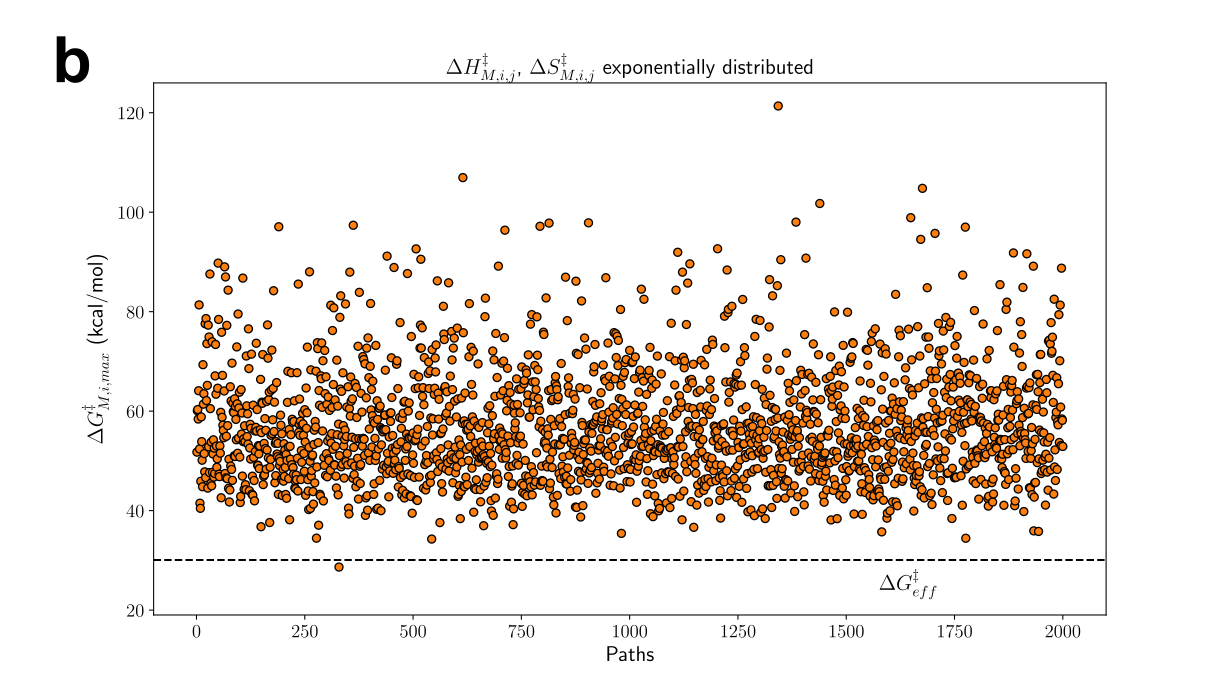 b
ΔH‡M,i,j, ΔS‡M,i,j exponentially distributed
ΔG‡M,i,max (kcal/mol)
120
100
80
60
40
20
ΔG‡eff
0 250 500 750 1000 1250 1500 1750 2000
Paths